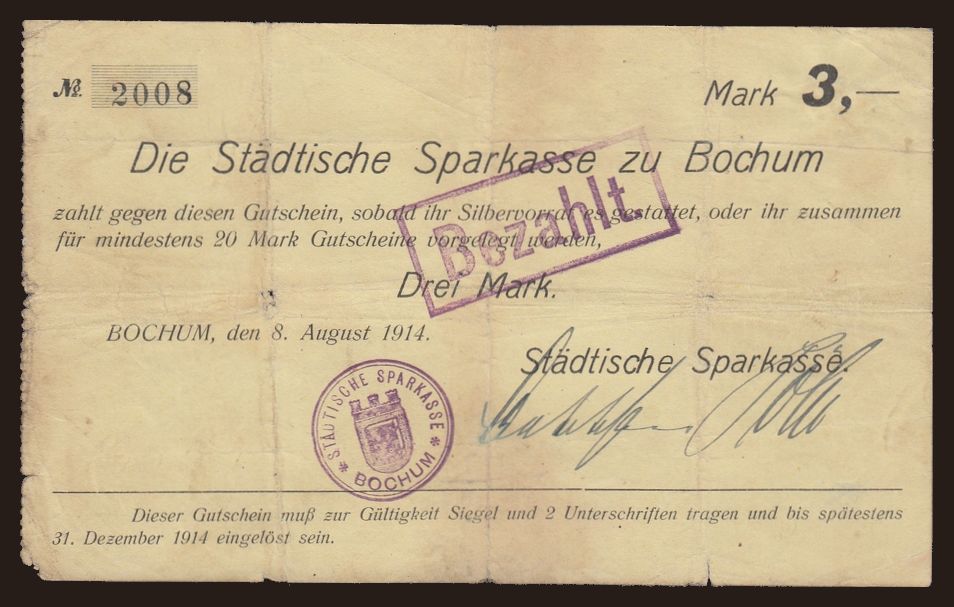 №. 2008
Mark 3,—
Die Städtische Sparkasse zu Bochum
zahlt gegen diesen Gutschein, sobald ihr Silbervorrat es gestattet, oder ihr zusammen
für mindestens 20 Mark Gutscheine vorgelegt werden,
Bezahlt.
Drei Mark.
BOCHUM, den 8. August 1914.
Städtische Sparkasse.
* STÄDTISCHE SPARKASSE *
BOCHUM
Dieser Gutschein muß zur Gültigkeit Siegel und 2 Unterschriften tragen und bis spätestens
31. Dezember 1914 eingelöst sein.